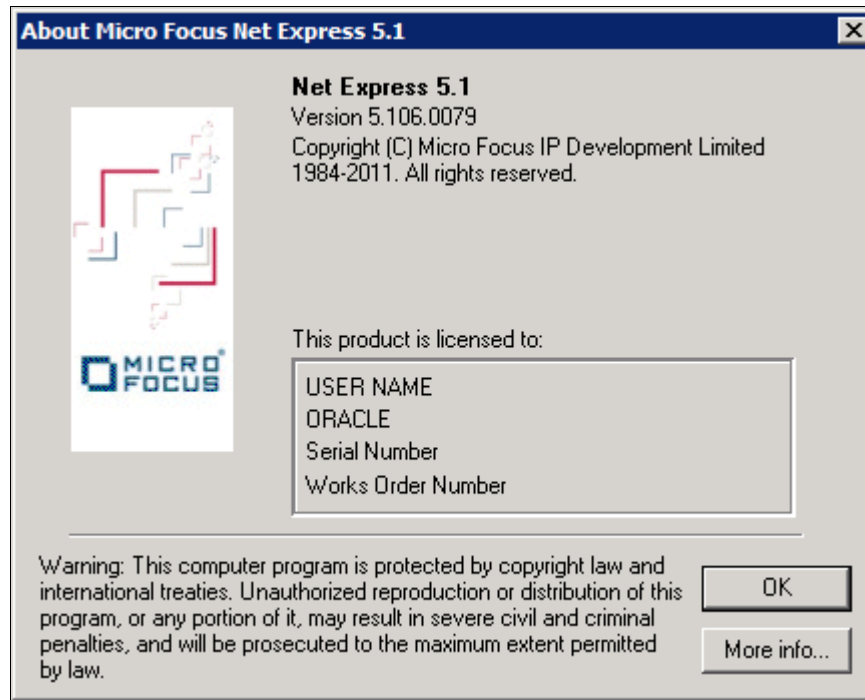 About Micro Focus Net Express 5.1
Net Express 5.1
Version 5.106.0079
Copyright (C) Micro Focus IP Development Limited
1984-2011. All rights reserved.
MICRO
FOCUS®
This product is licensed to:
USER NAME
ORACLE
Serial Number
Works Order Number
Warning: This computer program is protected by copyright law and
international treaties. Unauthorized reproduction or distribution of this
program, or any portion of it, may result in severe civil and criminal
penalties, and will be prosecuted to the maximum extent permitted
by law.
OK
More info...